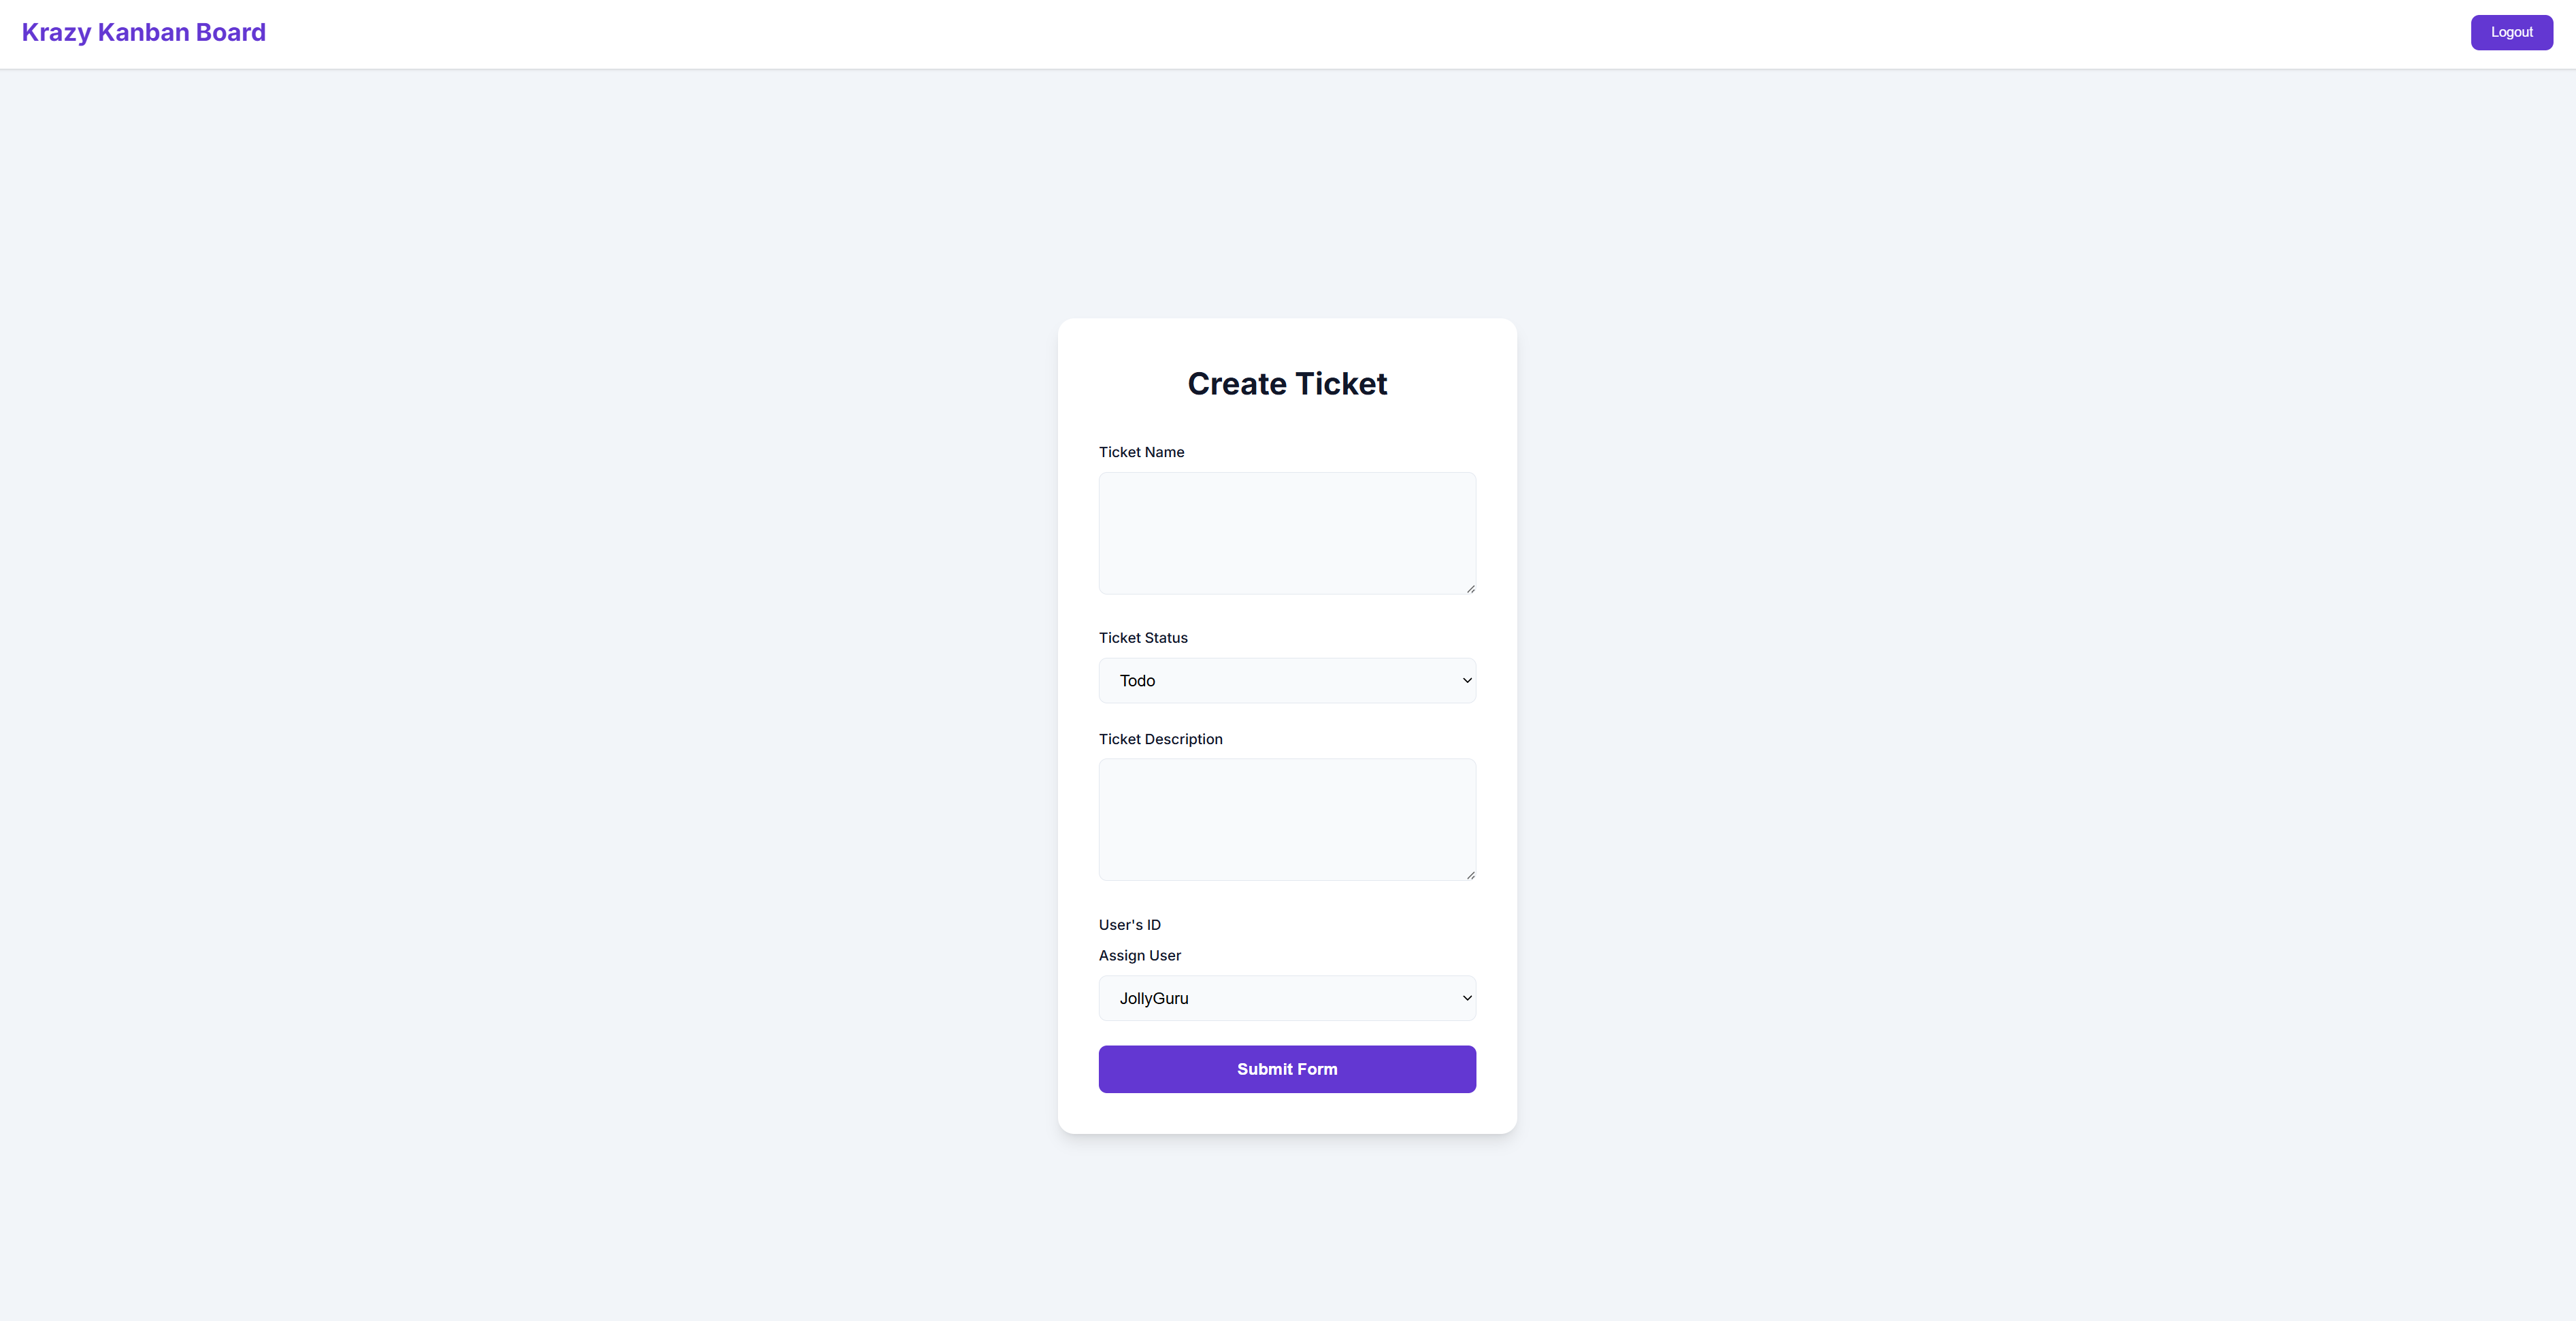 Krazy Kanban Board
Logout
Create Ticket
Ticket Name
Ticket Status
Todo
Ticket Description
User's ID
Assign User
JollyGuru
Submit Form